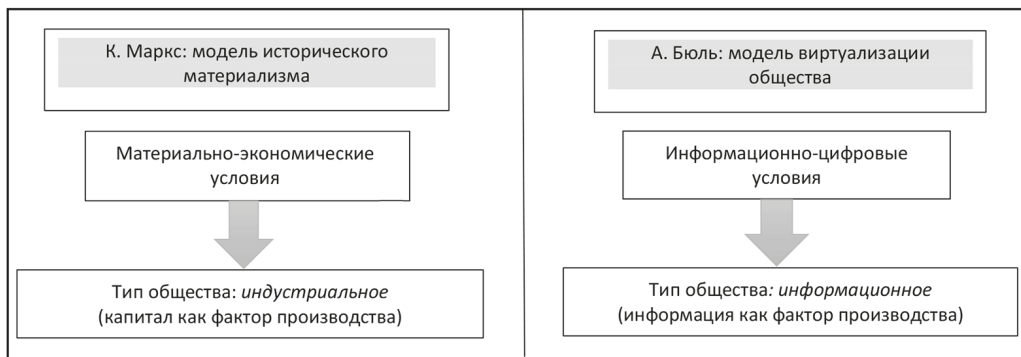 К. Маркс: модель исторического
материализма
Материально-экономические
условия
Тип общества: индустриальное
(капитал как фактор производства)
А. Бюль: модель виртуализации
общества
Информационно-цифровые
условия
Тип общества: информационное
(информация как фактор производства)